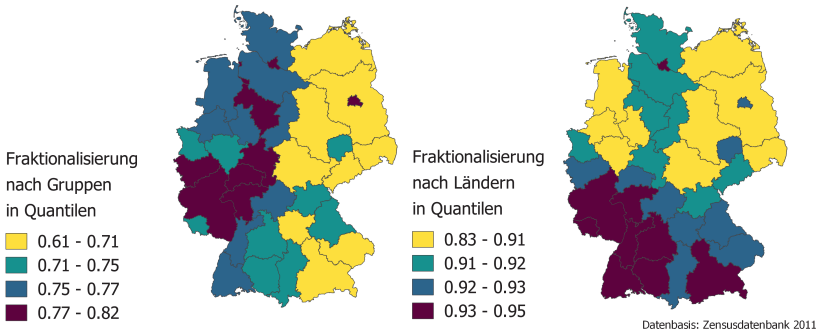 Fraktionalisierung
nach Gruppen
in Quantilen
0.61 - 0.71
0.71 - 0.75
0.75 - 0.77
0.77 - 0.82
Fraktionalisierung
nach Ländern
in Quantilen
0.83 - 0.91
0.91 - 0.92
0.92 - 0.93
0.93 - 0.95
Datenbasis: Zensusdatenbank 2011